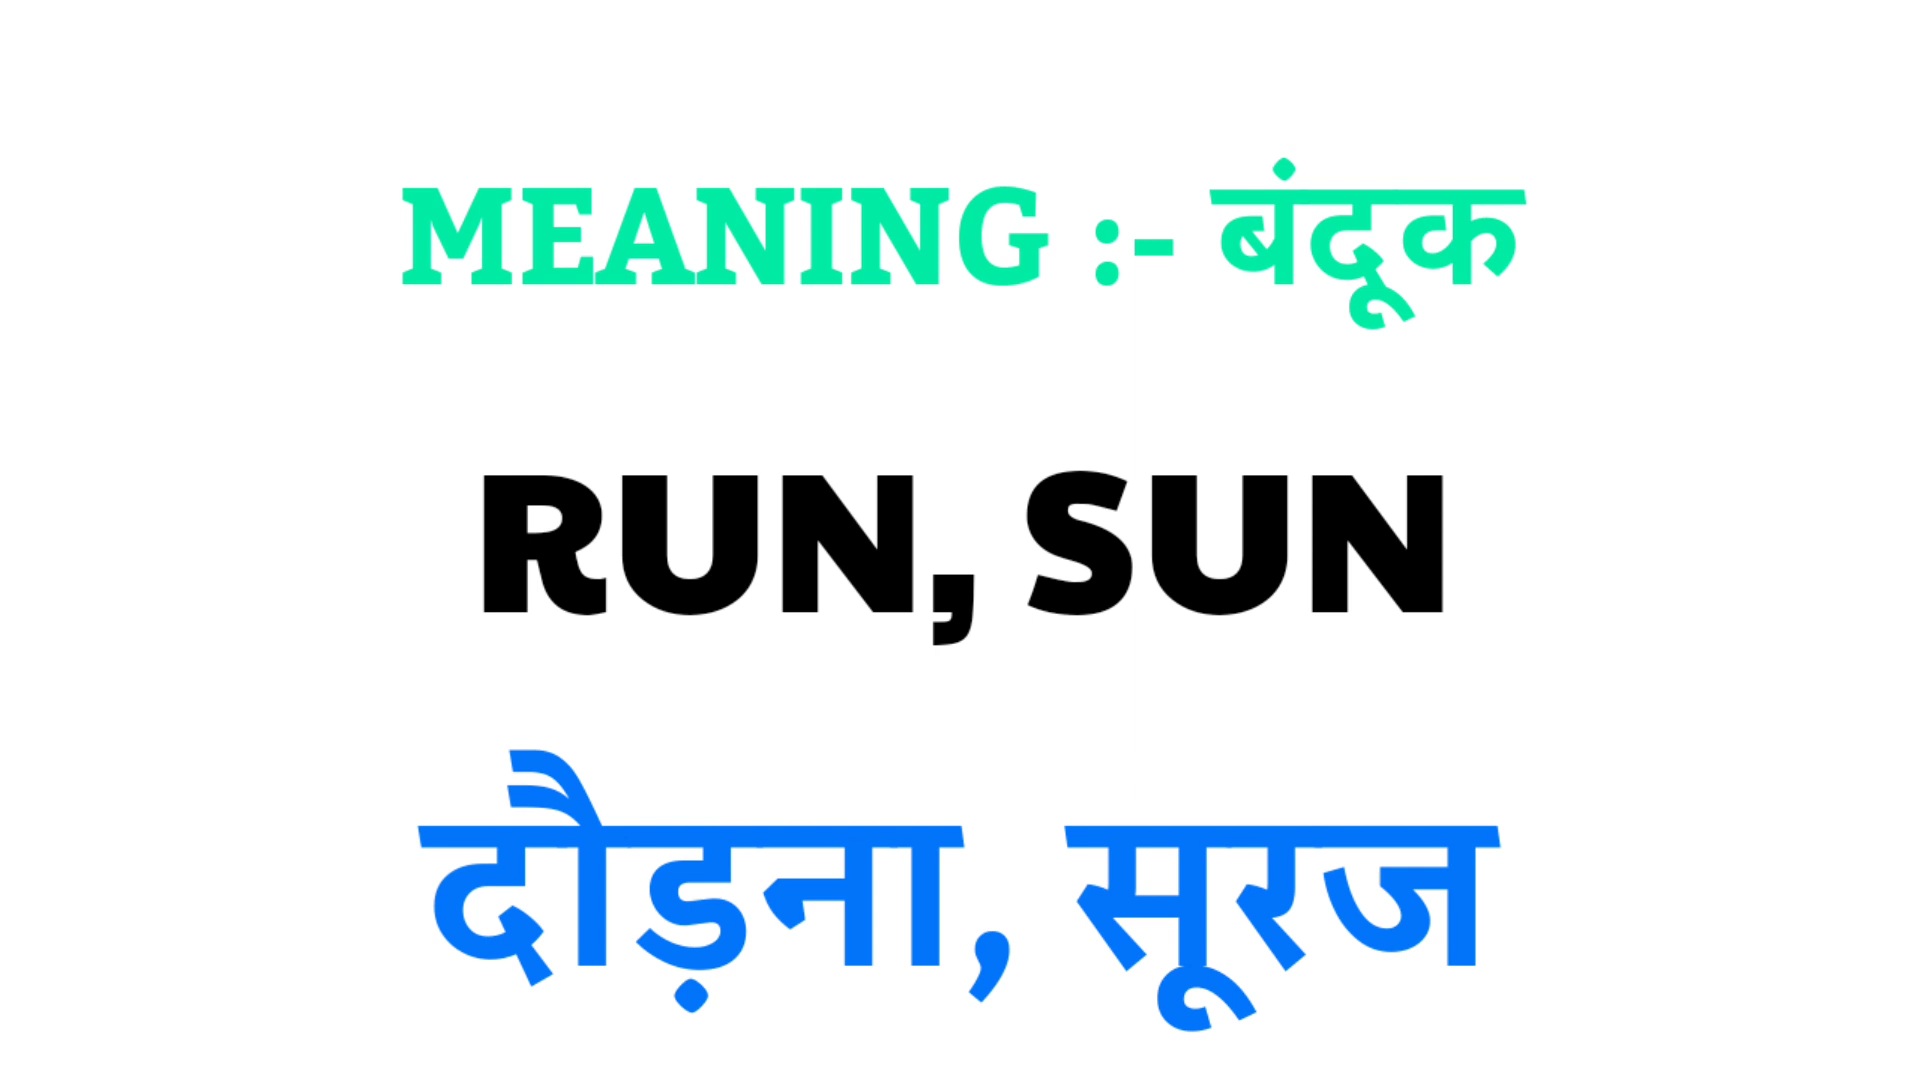 MEANING :- बंदूक
RUN, SUN
दौड़ना, सूरज